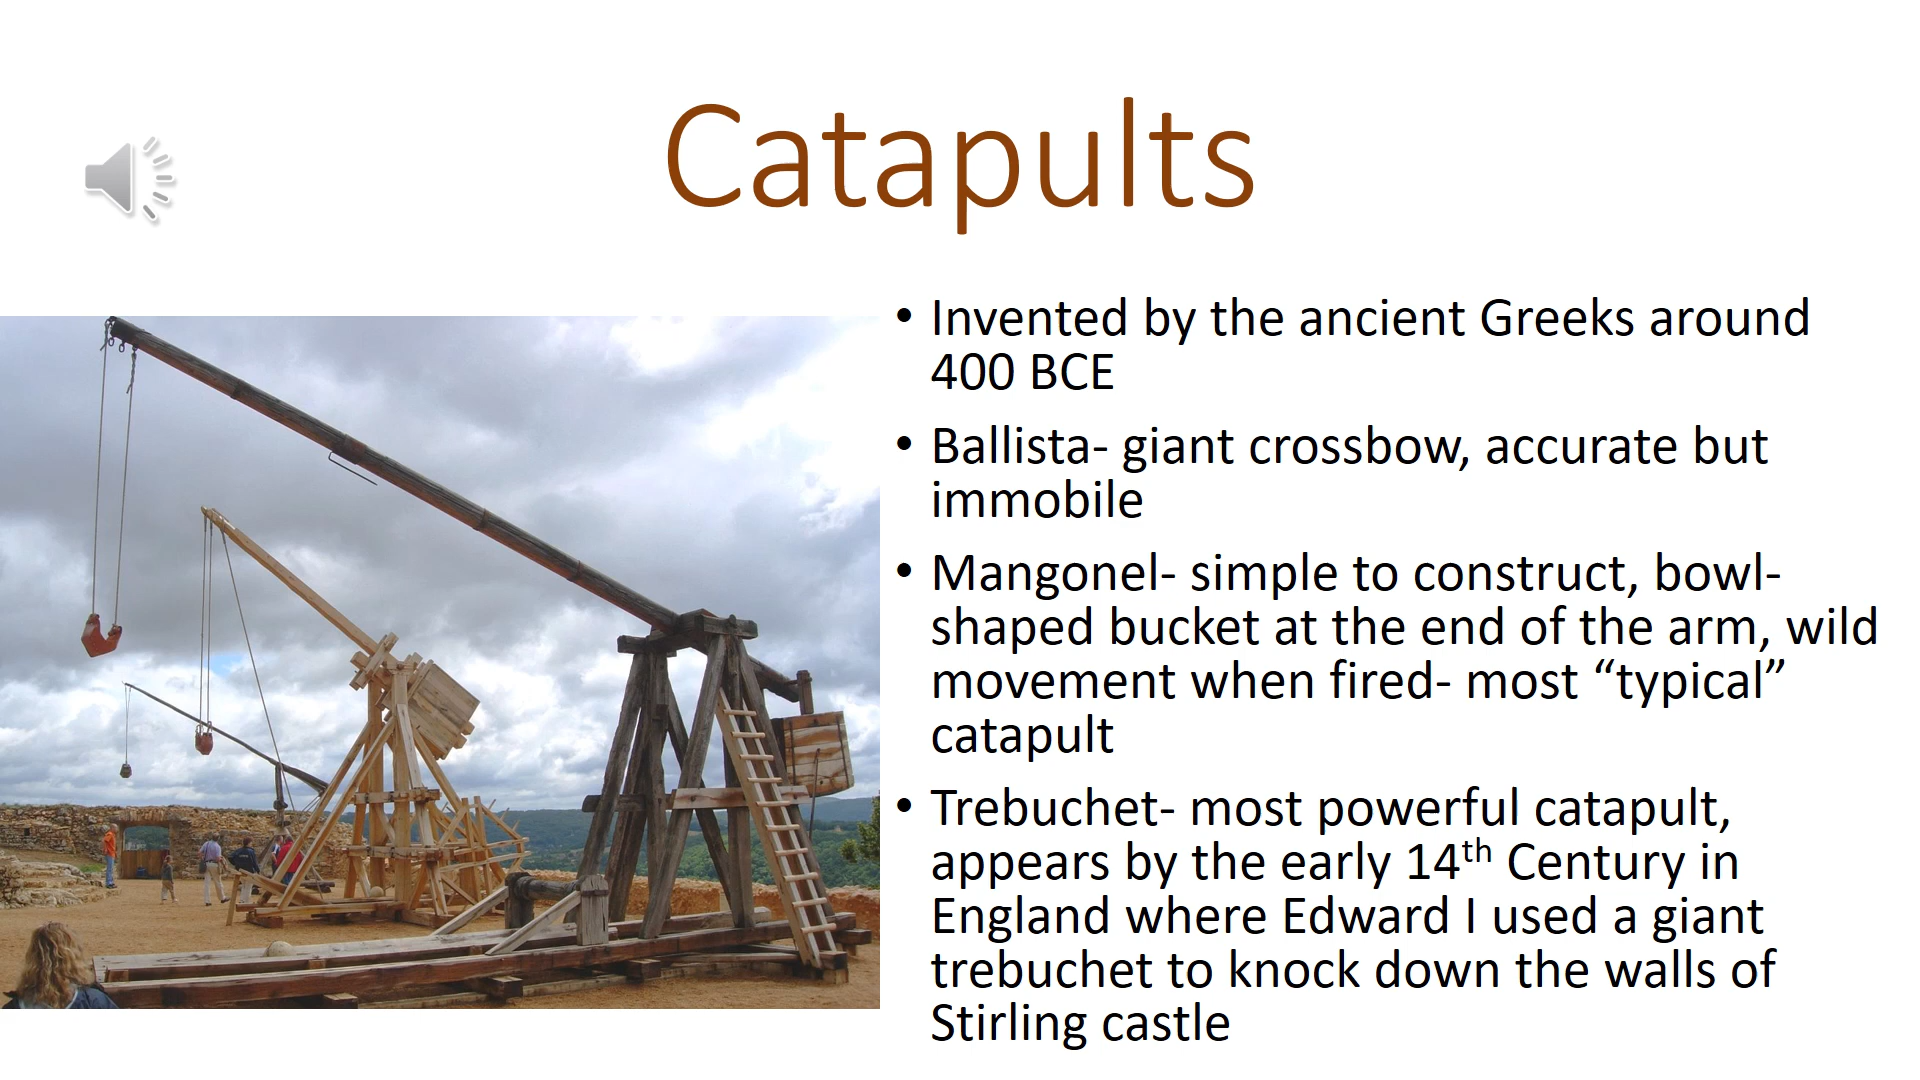 Catapults
• Invented by the ancient Greeks around
400 BCE
• Ballista- giant crossbow, accurate but
immobile
• Mangonel- simple to construct, bowl-
shaped bucket at the end of the arm, wild
movement when fired- most “typical”
catapult
• Trebuchet- most powerful catapult,
appears by the early 14th Century in
England where Edward I used a giant
trebuchet to knock down the walls of
Stirling castle